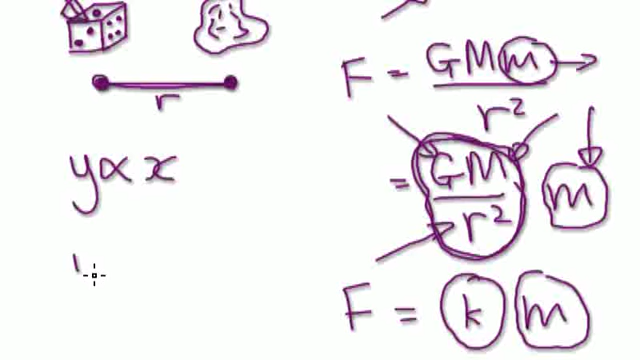 r
y ∝ x
F = GMm / r²
= GM / r² m
F = k m